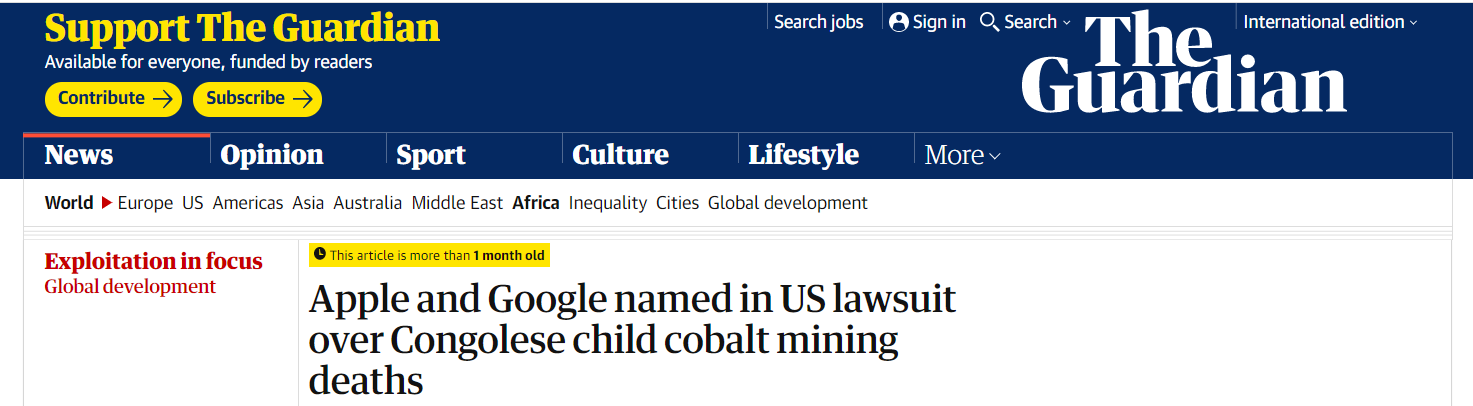 Support The Guardian
Available for everyone, funded by readers
Contribute
Subscribe
Search jobs
Sign in
Search
International edition
The
Guardian
News
Opinion
Sport
Culture
Lifestyle
More
World Europe US Americas Asia Australia Middle East Africa Inequality Cities Global development
Exploitation in focus
Global development
This article is more than 1 month old
Apple and Google named in US lawsuit
over Congolese child cobalt mining
deaths